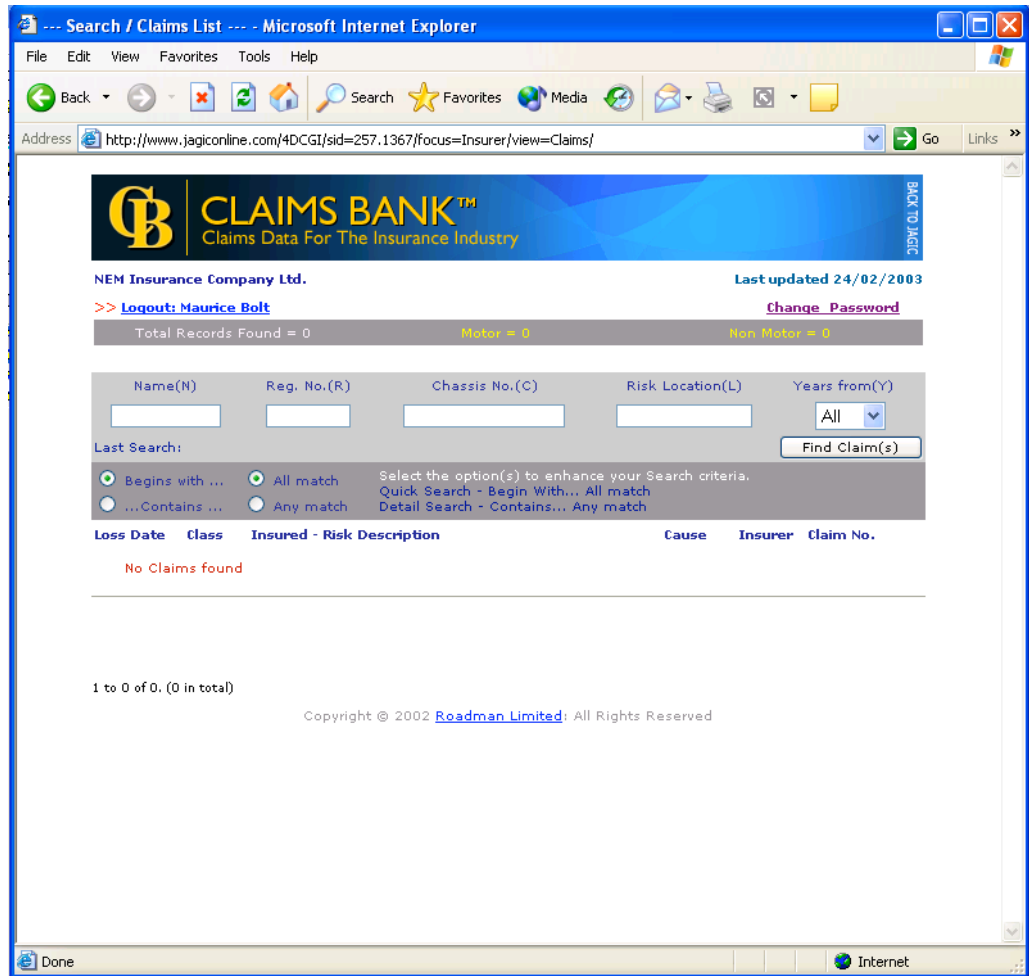 --- Search / Claims List --- - Microsoft Internet Explorer
File Edit View Favorites Tools Help
Back Search Favorites Media
Address http://www.jagiconline.com/4DCGI/sid=257.1367/focus=Insurer/view=Claims/ Go Links »
CB CLAIMS BANK™
Claims Data For The Insurance Industry
BACK TO JAGIC
NEM Insurance Company Ltd. Last updated 24/02/2003
>> Logout: Maurice Bolt Change Password
Total Records Found = 0 Motor = 0 Non Motor = 0
Name(N) Reg. No.(R) Chassis No.(C) Risk Location(L) Years from(Y)
All
Last Search: Find Claim(s)
Begins with ... All match Select the option(s) to enhance your Search criteria.
Quick Search - Begin With... All match
...Contains ... Any match Detail Search - Contains... Any match
Loss Date Class Insured - Risk Description Cause Insurer Claim No.
No Claims found
1 to 0 of 0. (0 in total)
Copyright © 2002 Roadman Limited: All Rights Reserved
Done Internet